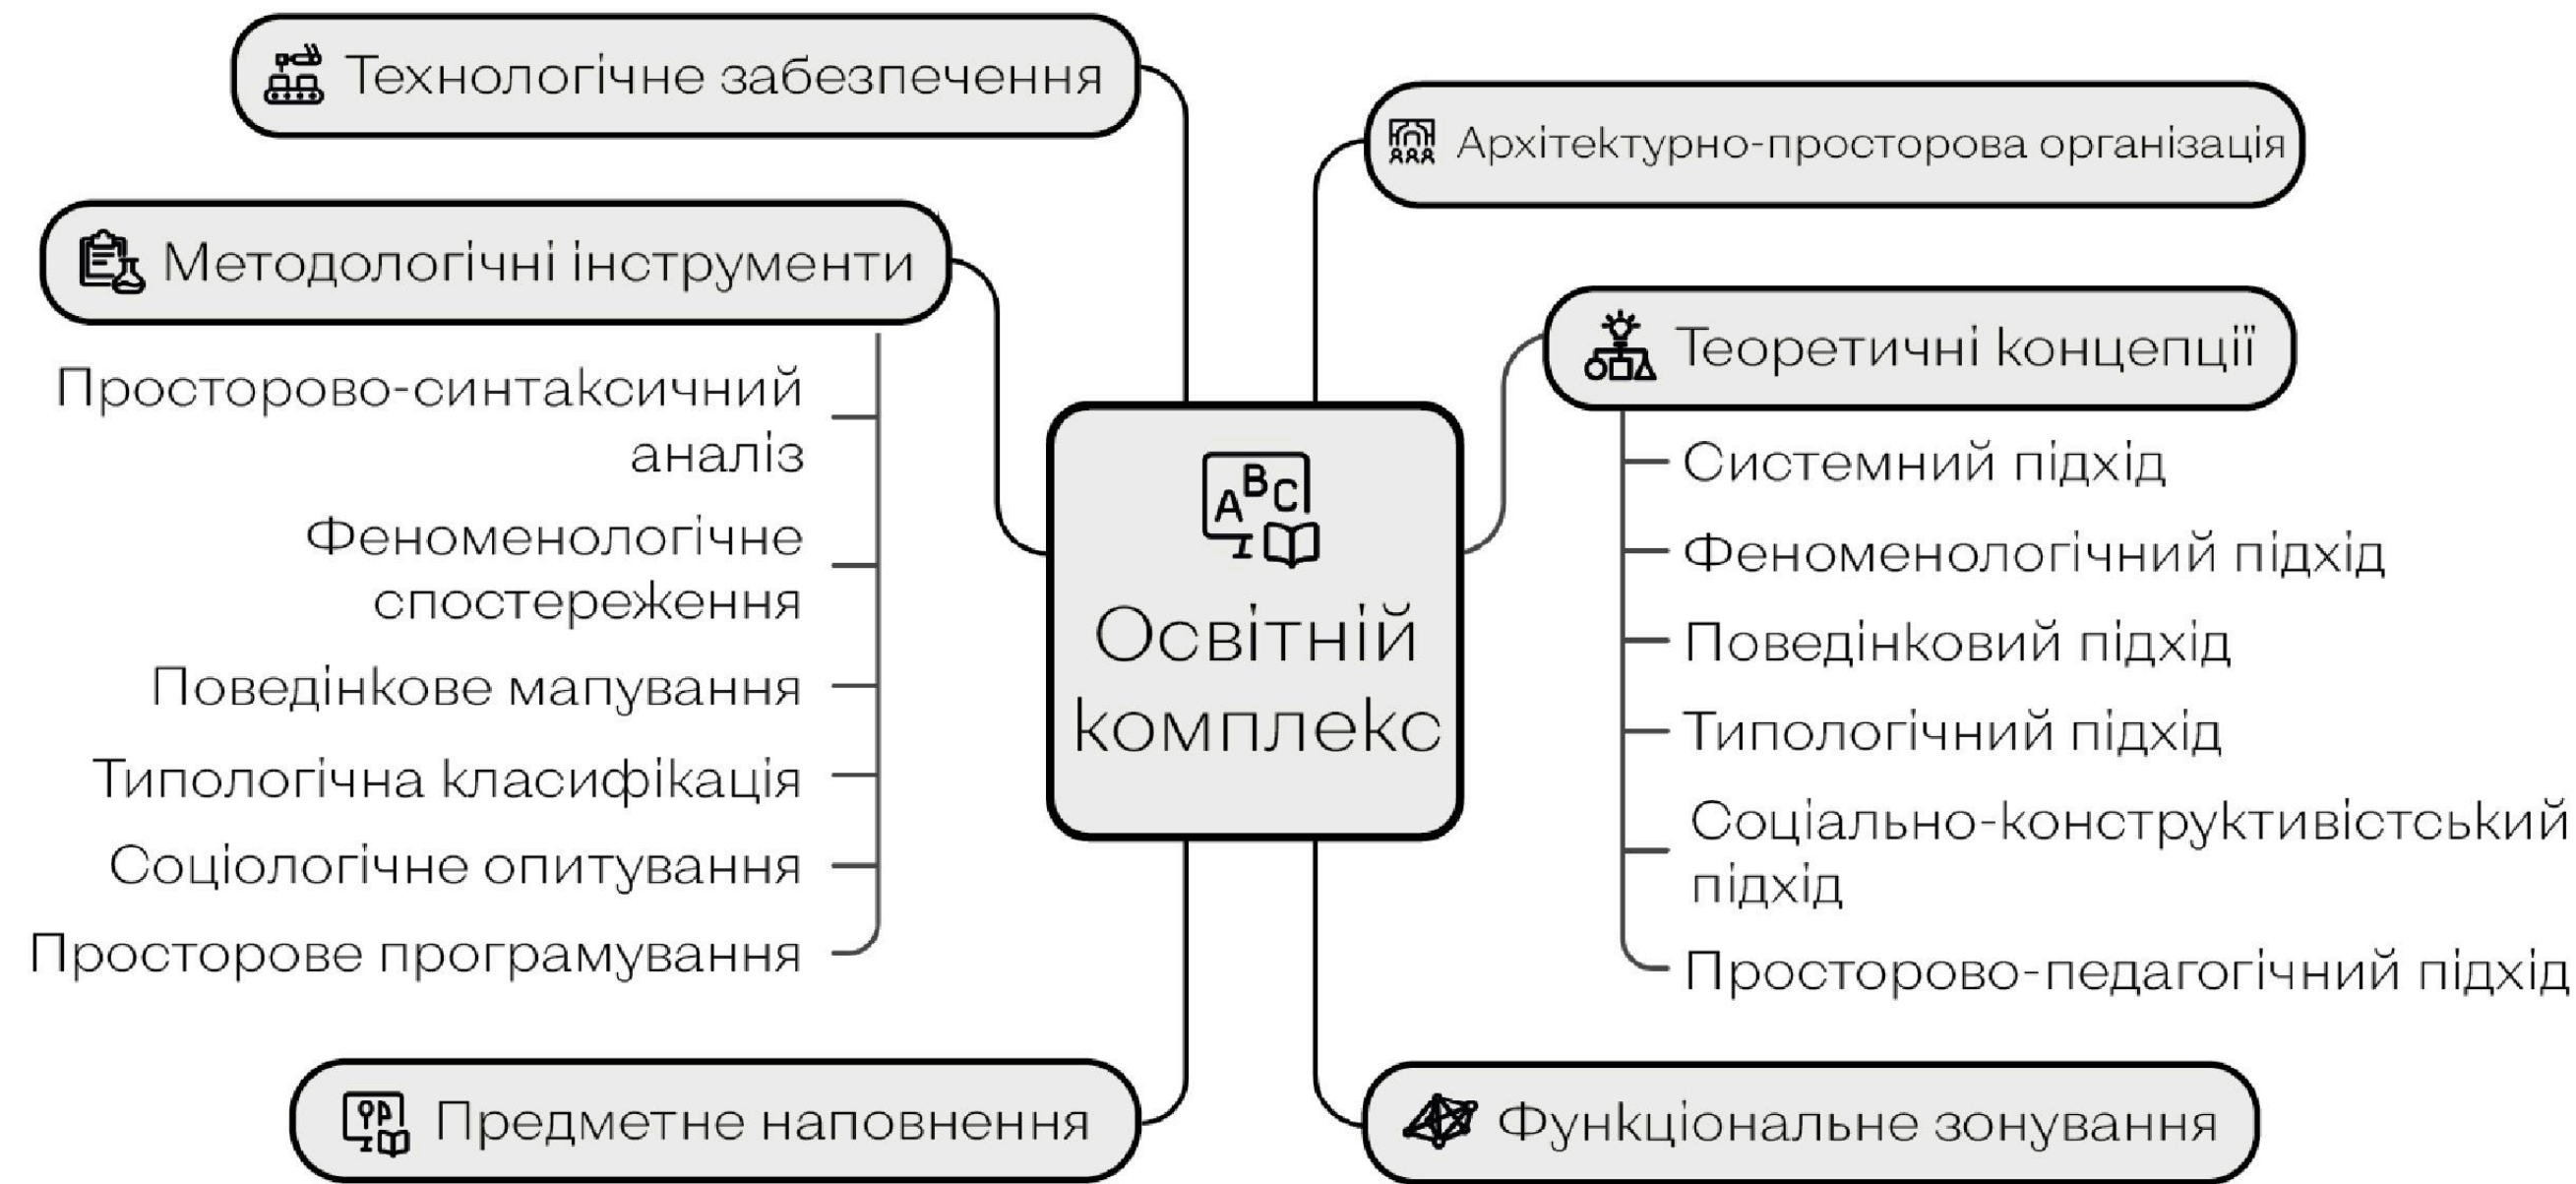 Технологічне забезпечення
Архітектурно-просторова організація
Методологічні інструменти
Просторово-синтаксичний
аналіз
Феноменологічне
спостереження
Поведінкове мапування
Типологічна класифікація
Соціологічне опитування
Просторове програмування
ABC
Освітній
комплекс
Теоретичні концепції
Системний підхід
Феноменологічний підхід
Поведінковий підхід
Типологічний підхід
Соціально-конструктивістський
підхід
Просторово-педагогічний підхід
Предметне наповнення
Функціональне зонування